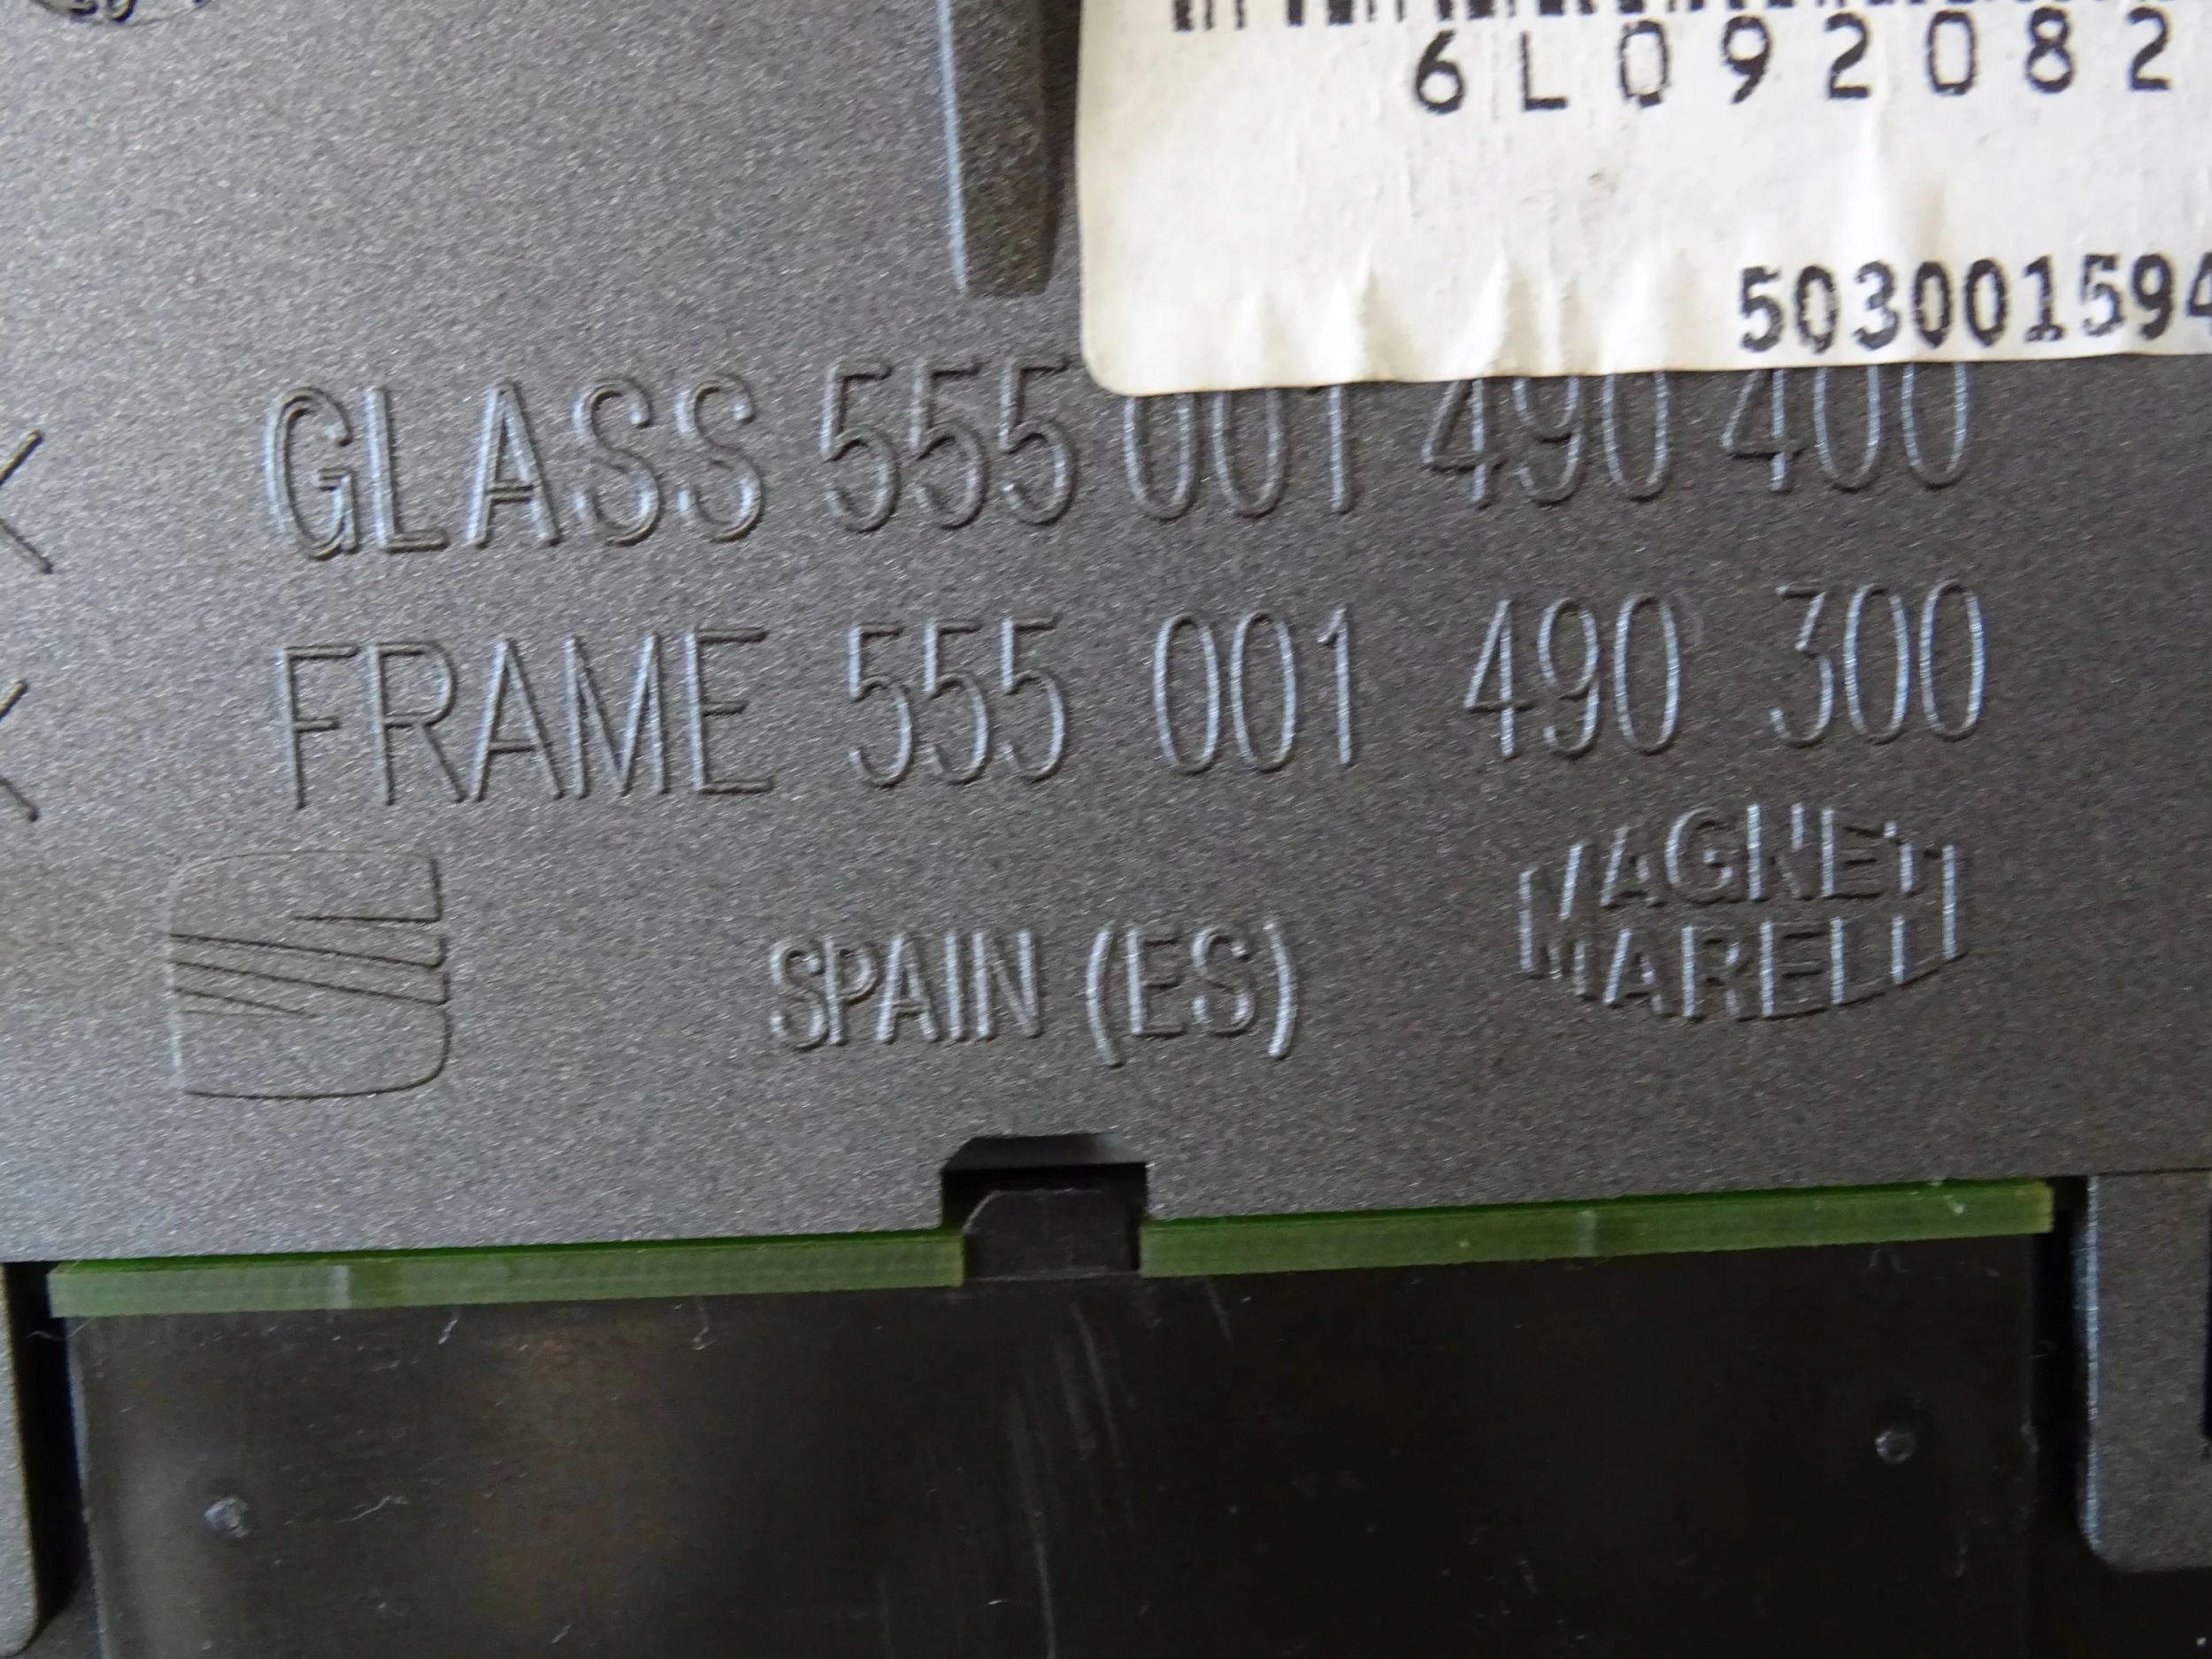 6L092082
503001594
GLASS 555 001 490 400
FRAME 555 001 490 300
SPAIN (ES)
MAGNETI
MARELLI